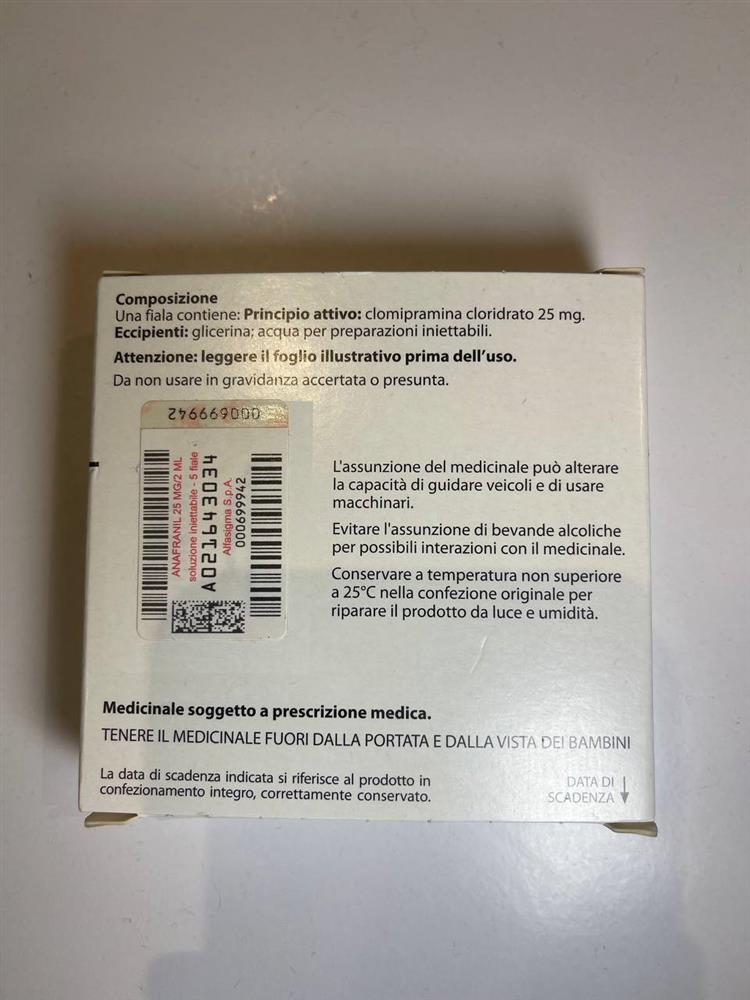 Composizione
Una fiala contiene: Principio attivo: clomipramina cloridrato 25 mg.
Eccipienti: glicerina; acqua per preparazioni iniettabili.
Attenzione: leggere il foglio illustrativo prima dell'uso.
Da non usare in gravidanza accertata o presunta.
000699942
ANAFRANIL 25 MG/2 ML
soluzione iniettabile - 5 fiale
A021643034
Alfasigma S.p.A.
000699942
L'assunzione del medicinale può alterare
la capacità di guidare veicoli e di usare
macchinari.
Evitare l'assunzione di bevande alcoliche
per possibili interazioni con il medicinale.
Conservare a temperatura non superiore
a 25°C nella confezione originale per
riparare il prodotto da luce e umidità.
Medicinale soggetto a prescrizione medica.
TENERE IL MEDICINALE FUORI DALLA PORTATA E DALLA VISTA DEI BAMBINI
La data di scadenza indicata si riferisce al prodotto in
confezionamento integro, correttamente conservato.
DATA DI
SCADENZA